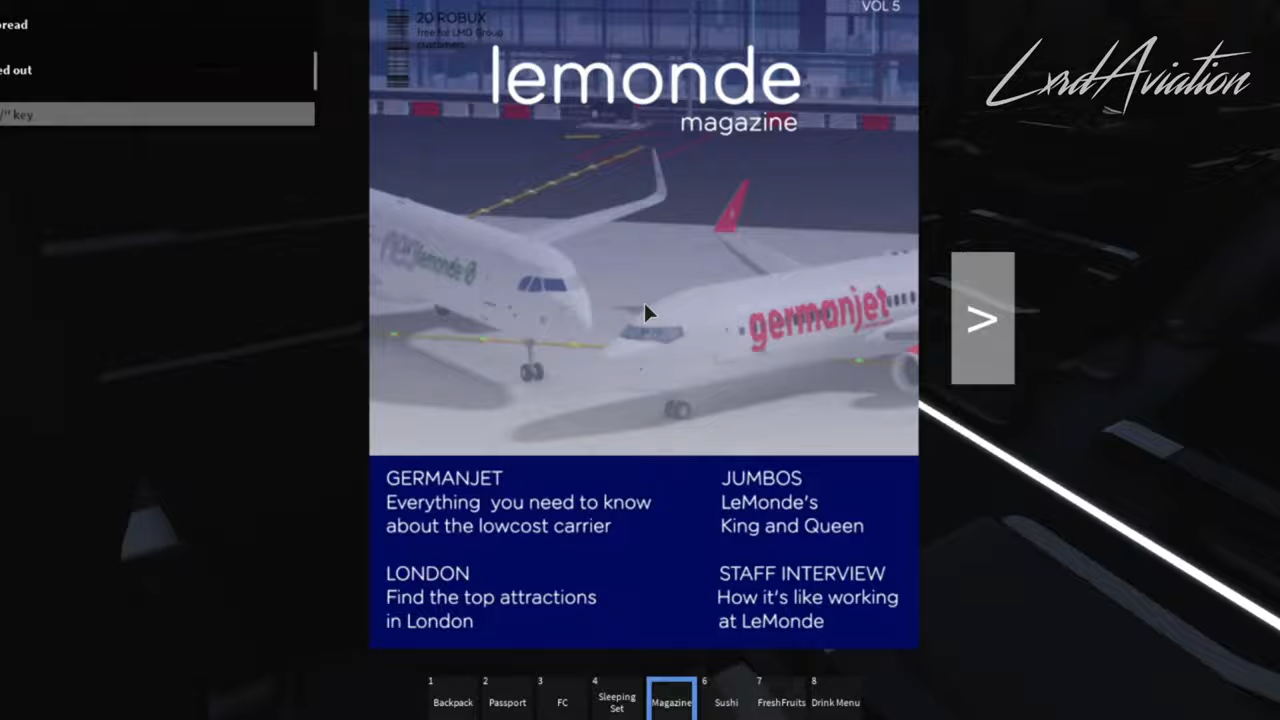 read
ed out
/" key
VOL 5
20 ROBUX
free for LMD Group
customers
lemonde
magazine
LxrdAviation
neo
lemonde
germanjet
>
GERMANJET
Everything  you need to know
about the lowcost carrier
JUMBOS
LeMonde's
King and Queen
LONDON
Find the top attractions
in London
STAFF INTERVIEW
How it's like working
at LeMonde
1 2 3 4 6 7 8
Backpack Passport FC Sleeping Set Magazine Sushi FreshFruits Drink Menu